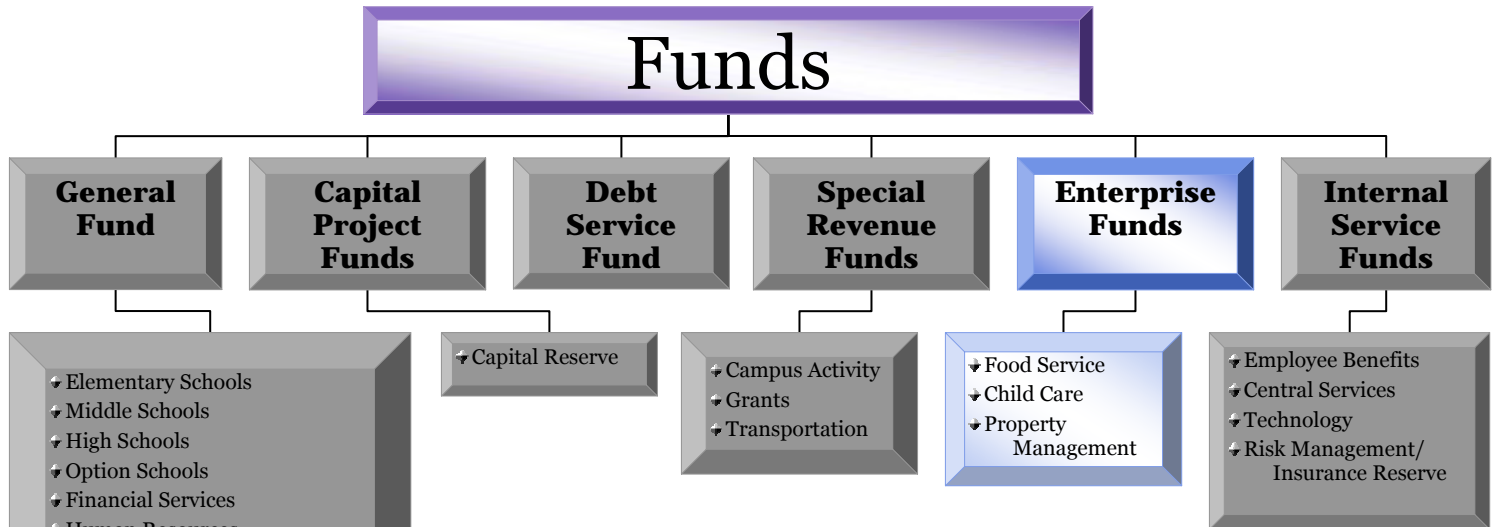 Funds
General
Fund
Capital
Project
Funds
Debt
Service
Fund
Special
Revenue
Funds
Enterprise
Funds
Internal
Service
Funds
Elementary Schools
Middle Schools
High Schools
Option Schools
Financial Services
Human Resources
Capital Reserve
Campus Activity
Grants
Transportation
Food Service
Child Care
Property
Management
Employee Benefits
Central Services
Technology
Risk Management/
Insurance Reserve